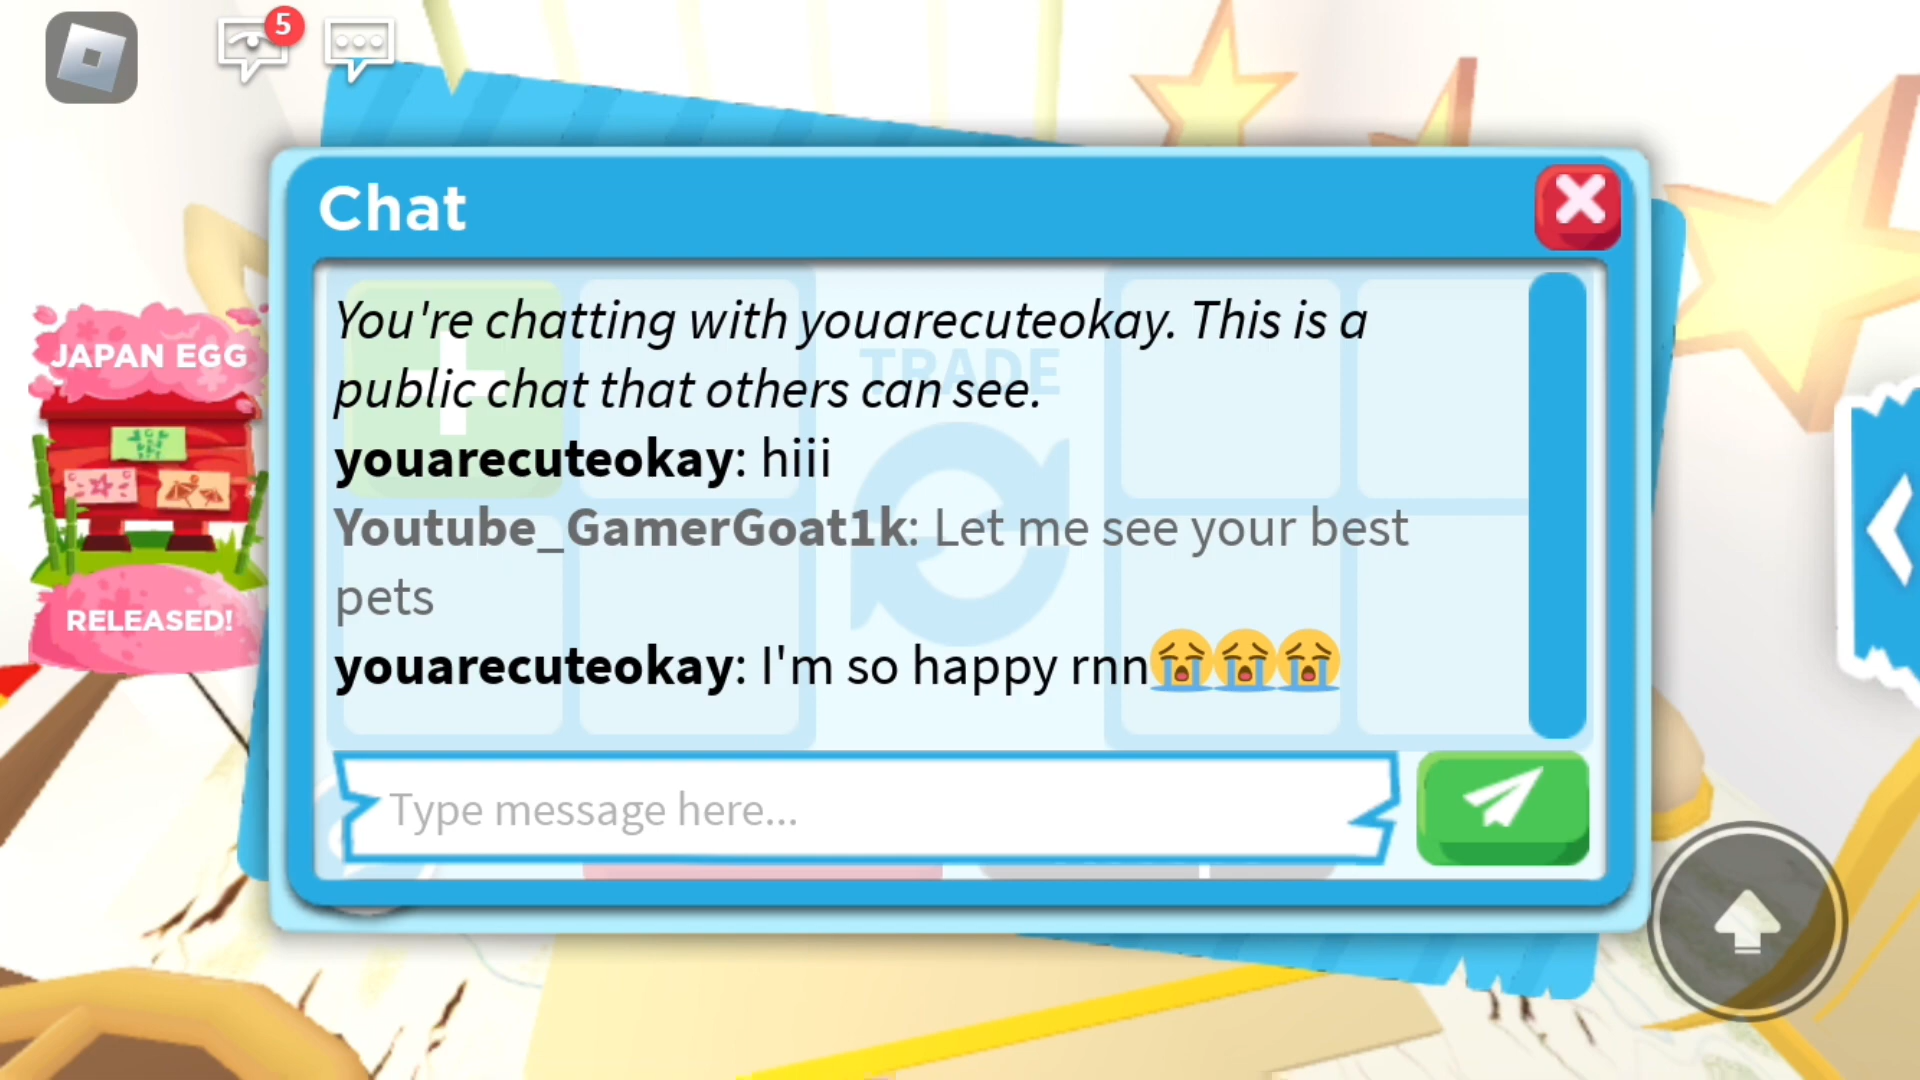 5
Chat
You're chatting with youarecuteokay. This is a
public chat that others can see.
youarecuteokay: hiii
Youtube_GamerGoat1k: Let me see your best
pets
youarecuteokay: I'm so happy rnn😭😭😭
Type message here...
TRADE
JAPAN EGG
RELEASED!